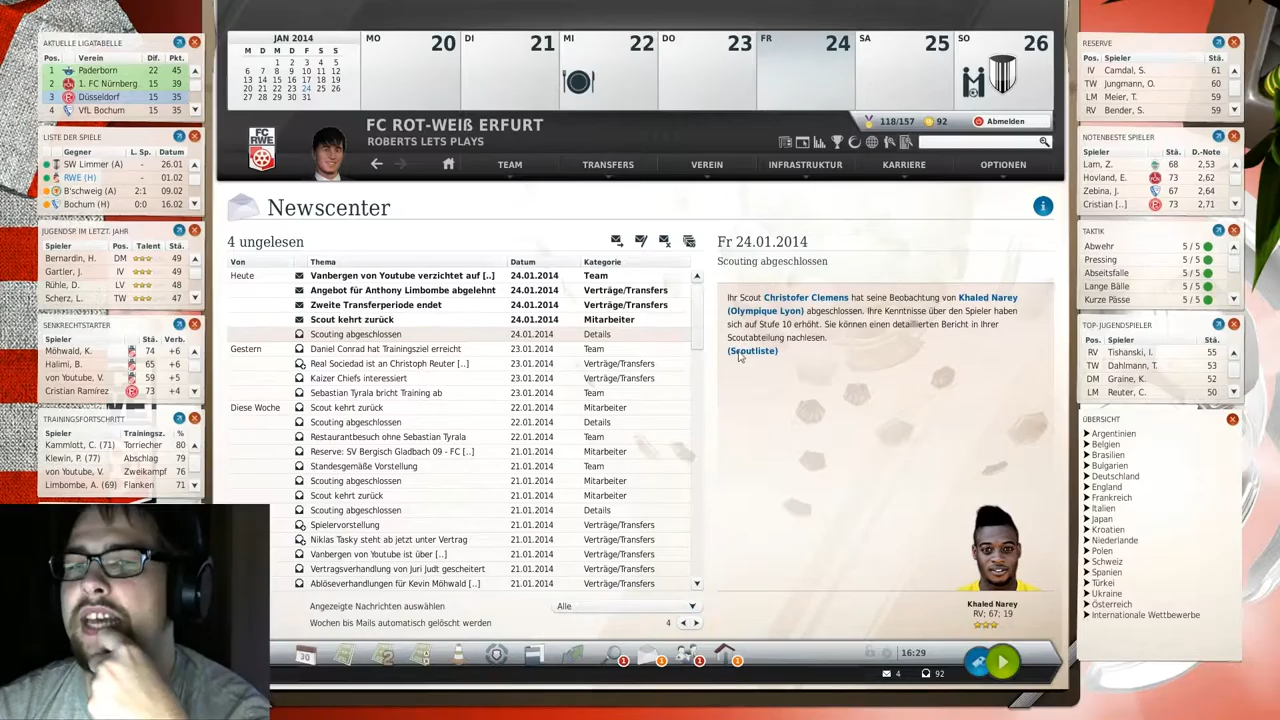 AKTUELLE LIGATABELLE
Pos. Verein Dif. Pkt.
1 Paderborn 22 45
2 1. FC Nürnberg 15 39
3 Düsseldorf 15 35
4 VfL Bochum 15 35
LISTE DER SPIELE
Gegner L. Sp. Datum
SW Limmer (A) - 26.01
RWE (H) - 01.02
B'schweig (A) 2:1 09.02
Bochum (H) 0:0 16.02
JUGENDSP. IM LETZT. JAHR
Spieler Pos. Talent Stä.
Bernardin, H. DM 49
Gartler, J. IV 49
Rühle, D. LV 48
Scherz, L. TW 47
SENKRECHTSTARTER
Spieler Stä. Verb.
Möhwald, K. 74 +6
Halimi, B. 65 +6
von Youtube, V. 59 +5
Cristian Ramírez 73 +4
TRAININGSFORTSCHRITT
Spieler Trainingsz. %
Kammlott, C. (71) Torriecher 80
Klewin, P. (77) Abschlag 79
von Youtube, V. Zweikampf 76
Limbombe, A. (69) Flanken 71
JAN 2014
M D M D F S S
1 2 3 4 5
6 7 8 9 10 11 12
13 14 15 16 17 18 19
20 21 22 23 24 25 26
27 28 29 30 31
MO 20
DI 21
MI 22
DO 23
FR 24
SA 25
SO 26
FC RWE
FC ROT-WEIß ERFURT
ROBERTS LETS PLAYS
118/157 92 Abmelden
TEAM TRANSFERS VEREIN INFRASTRUKTUR KARRIERE OPTIONEN
Newscenter
i
4 ungelesen
Von Thema Datum Kategorie
Heute Vanbergen von Youtube verzichtet auf [..] 24.01.2014 Team
Angebot für Anthony Limbombe abgelehnt 24.01.2014 Verträge/Transfers
Zweite Transferperiode endet 24.01.2014 Verträge/Transfers
Scout kehrt zurück 24.01.2014 Mitarbeiter
Scouting abgeschlossen 24.01.2014 Details
Gestern Daniel Conrad hat Trainingsziel erreicht 23.01.2014 Team
Real Sociedad ist an Christoph Reuter [..] 23.01.2014 Verträge/Transfers
Kaizer Chiefs interessiert 23.01.2014 Verträge/Transfers
Sebastian Tyrala bricht Training ab 23.01.2014 Team
Diese Woche Scout kehrt zurück 22.01.2014 Mitarbeiter
Scouting abgeschlossen 22.01.2014 Details
Restaurantbesuch ohne Sebastian Tyrala 22.01.2014 Team
Reserve: SV Bergisch Gladbach 09 - FC [..] 22.01.2014 Team
Standesgemäße Vorstellung 21.01.2014 Team
Scouting abgeschlossen 21.01.2014 Mitarbeiter
Scout kehrt zurück 21.01.2014 Mitarbeiter
Scouting abgeschlossen 21.01.2014 Details
Spielervorstellung 21.01.2014 Verträge/Transfers
Niklas Tasky steht ab jetzt unter Vertrag 21.01.2014 Verträge/Transfers
Vanbergen von Youtube ist über [..] 21.01.2014 Verträge/Transfers
Vertragsverhandlung von Juri Judt gescheitert 21.01.2014 Verträge/Transfers
Ablöseverhandlungen für Kevin Möhwald [..] 21.01.2014 Verträge/Transfers
Angezeigte Nachrichten auswählen Alle
Wochen bis Mails automatisch gelöscht werden 4
Fr 24.01.2014
Scouting abgeschlossen
Ihr Scout Christofer Clemens hat seine Beobachtung von Khaled Narey
(Olympique Lyon) abgeschlossen. Ihre Kenntnisse über den Spieler haben
sich auf Stufe 10 erhöht. Sie können einen detaillierten Bericht in Ihrer
Scoutabteilung nachlesen.
(Scoutliste)
Khaled Narey
RV; 67; 19
30 2 1 1 1 1 16:29
4 92
RESERVE
Pos. Spieler Stä.
IV Camdal, S. 61
TW Jungmann, O. 60
LM Meier, T. 59
RV Bender, S. 59
NOTENBESTE SPIELER
Spieler Stä. D.-Note
Lam, Z. 68 2,53
Hovland, E. 73 2,62
Zebina, J. 67 2,64
Cristian [..] 73 2,71
TAKTIK
Abwehr 5 / 5
Pressing 5 / 5
Abseitsfalle 5 / 5
Lange Bälle 5 / 5
Kurze Pässe 5 / 5
TOP-JUGENDSPIELER
Pos. Spieler Stä.
RV Tishanski, I. 55
TW Dahlmann, T. 53
DM Graine, K. 52
LM Reuter, C. 50
ÜBERSICHT
Argentinien
Belgien
Brasilien
Bulgarien
Deutschland
England
Frankreich
Italien
Japan
Kroatien
Niederlande
Polen
Schweiz
Spanien
Türkei
Ukraine
Österreich
Internationale Wettbewerbe